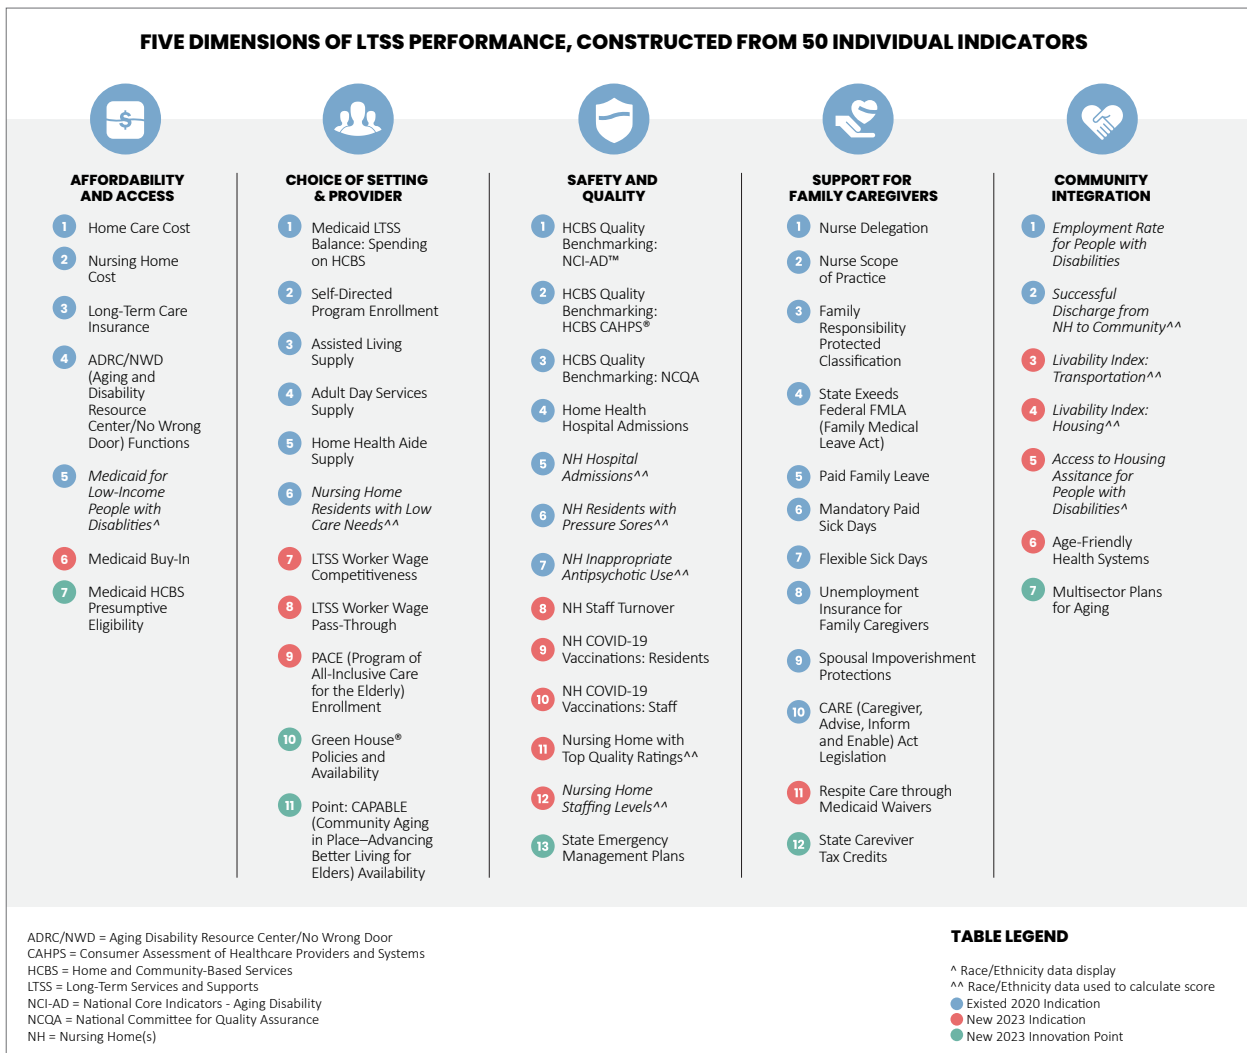 FIVE DIMENSIONS OF LTSS PERFORMANCE, CONSTRUCTED FROM 50 INDIVIDUAL INDICATORS
$
AFFORDABILITY
AND ACCESS
1 Home Care Cost
2 Nursing Home
Cost
3 Long-Term Care
Insurance
4 ADRC/NWD
(Aging and
Disability
Resource
Center/No Wrong
Door) Functions
5 Medicaid for
Low-Income
People with
Disablities^
6 Medicaid Buy-In
7 Medicaid HCBS
Presumptive
Eligibility
CHOICE OF SETTING
& PROVIDER
1 Medicaid LTSS
Balance: Spending
on HCBS
2 Self-Directed
Program Enrollment
3 Assisted Living
Supply
4 Adult Day Services
Supply
5 Home Health Aide
Supply
6 Nursing Home
Residents with Low
Care Needs^^
7 LTSS Worker Wage
Competitiveness
8 LTSS Worker Wage
Pass-Through
9 PACE (Program of
All-Inclusive Care
for the Elderly)
Enrollment
10 Green House®
Policies and
Availability
11 Point: CAPABLE
(Community Aging
in Place–Advancing
Better Living for
Elders) Availability
SAFETY AND
QUALITY
1 HCBS Quality
Benchmarking:
NCI-AD™
2 HCBS Quality
Benchmarking:
HCBS CAHPS®
3 HCBS Quality
Benchmarking: NCQA
4 Home Health
Hospital Admissions
5 NH Hospital
Admissions^^
6 NH Residents with
Pressure Sores^^
7 NH Inappropriate
Antipsychotic Use^^
8 NH Staff Turnover
9 NH COVID-19
Vaccinations: Residents
10 NH COVID-19
Vaccinations: Staff
11 Nursing Home with
Top Quality Ratings^^
12 Nursing Home
Staffing Levels^^
13 State Emergency
Management Plans
SUPPORT FOR
FAMILY CAREGIVERS
1 Nurse Delegation
2 Nurse Scope
of Practice
3 Family
Responsibility
Protected
Classification
4 State Exeeds
Federal FMLA
(Family Medical
Leave Act)
5 Paid Family Leave
6 Mandatory Paid
Sick Days
7 Flexible Sick Days
8 Unemployment
Insurance for
Family Caregivers
9 Spousal Impoverishment
Protections
10 CARE (Caregiver,
Advise, Inform
and Enable) Act
Legislation
11 Respite Care through
Medicaid Waivers
12 State Careviver
Tax Credits
COMMUNITY
INTEGRATION
1 Employment Rate
for People with
Disabilities
2 Successful
Discharge from
NH to Community^^
3 Livability Index:
Transportation^^
4 Livability Index:
Housing^^
5 Access to Housing
Assitance for
People with
Disabilities^
6 Age-Friendly
Health Systems
7 Multisector Plans
for Aging
ADRC/NWD = Aging Disability Resource Center/No Wrong Door
CAHPS = Consumer Assessment of Healthcare Providers and Systems
HCBS = Home and Community-Based Services
LTSS = Long-Term Services and Supports
NCI-AD = National Core Indicators - Aging Disability
NCQA = National Committee for Quality Assurance
NH = Nursing Home(s)
TABLE LEGEND
^ Race/Ethnicity data display
^^ Race/Ethnicity data used to calculate score
Existed 2020 Indication
New 2023 Indication
New 2023 Innovation Point